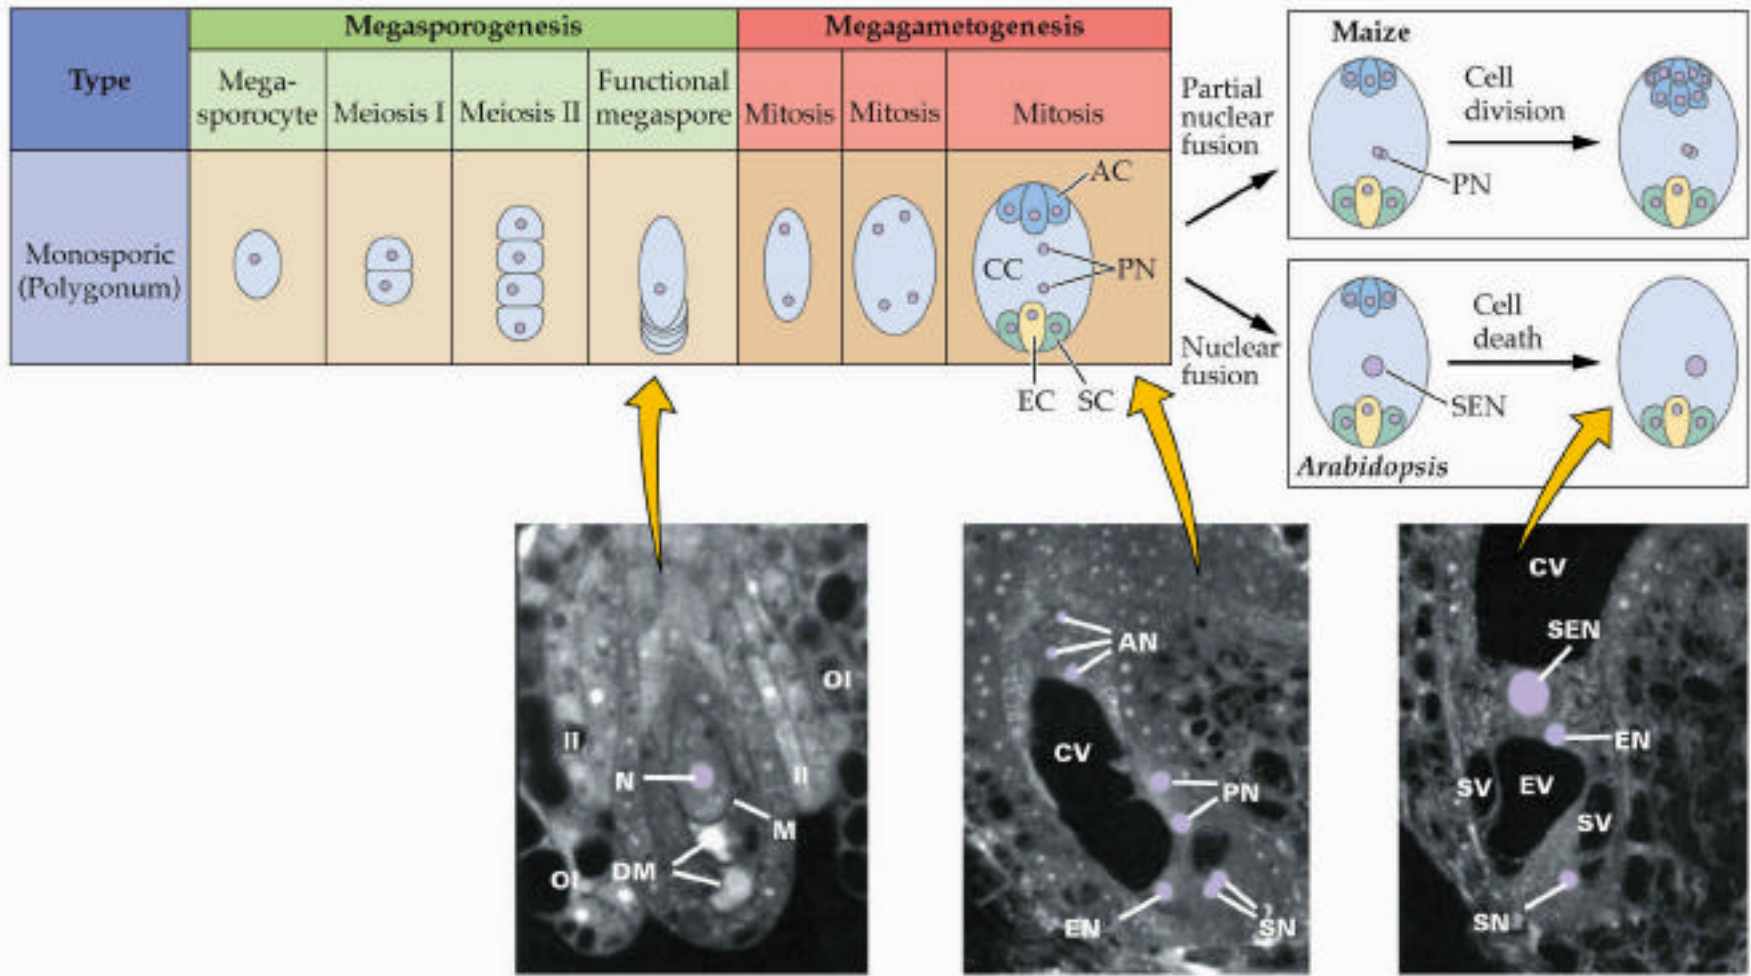 Type
Megasporogenesis
Megagametogenesis
Mega-
sporocyte
Meiosis I
Meiosis II
Functional
megaspore
Mitosis
Mitosis
Mitosis
Monosporic
(Polygonum)
AC
CC
PN
EC
SC
Partial
nuclear
fusion
Nuclear
fusion
Maize
Cell
division
PN
Cell
death
SEN
Arabidopsis
OI
II
II
N
M
DM
OI
AN
CV
PN
EN
SN
CV
SEN
EN
SV
EV
SV
SN